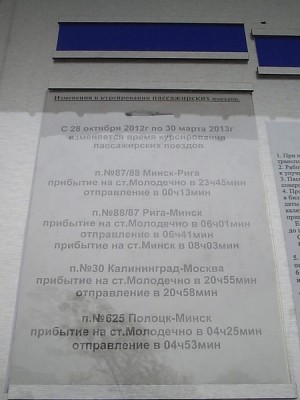 Изменения в курсировании пассажирских поездов.
С 28 октября 2012г по 30 марта 2013г
изменяется время курсирования
пассажирских поездов
п.№87/88 Минск-Рига
прибытие на ст.Молодечно в 23ч45мин
отправление в 00ч13мин
п.№88/87 Рига-Минск
прибытие на ст.Молодечно в 06ч01мин
отправление в 06ч41мин
прибытие на ст.Минск в 08ч03мин
п.№30 Калининград-Москва
прибытие на ст.Молодечно в 20ч55мин
отправление в 20ч58мин
п.№625 Полоцк-Минск
прибытие на ст.Молодечно в 04ч25мин
отправление в 04ч53мин